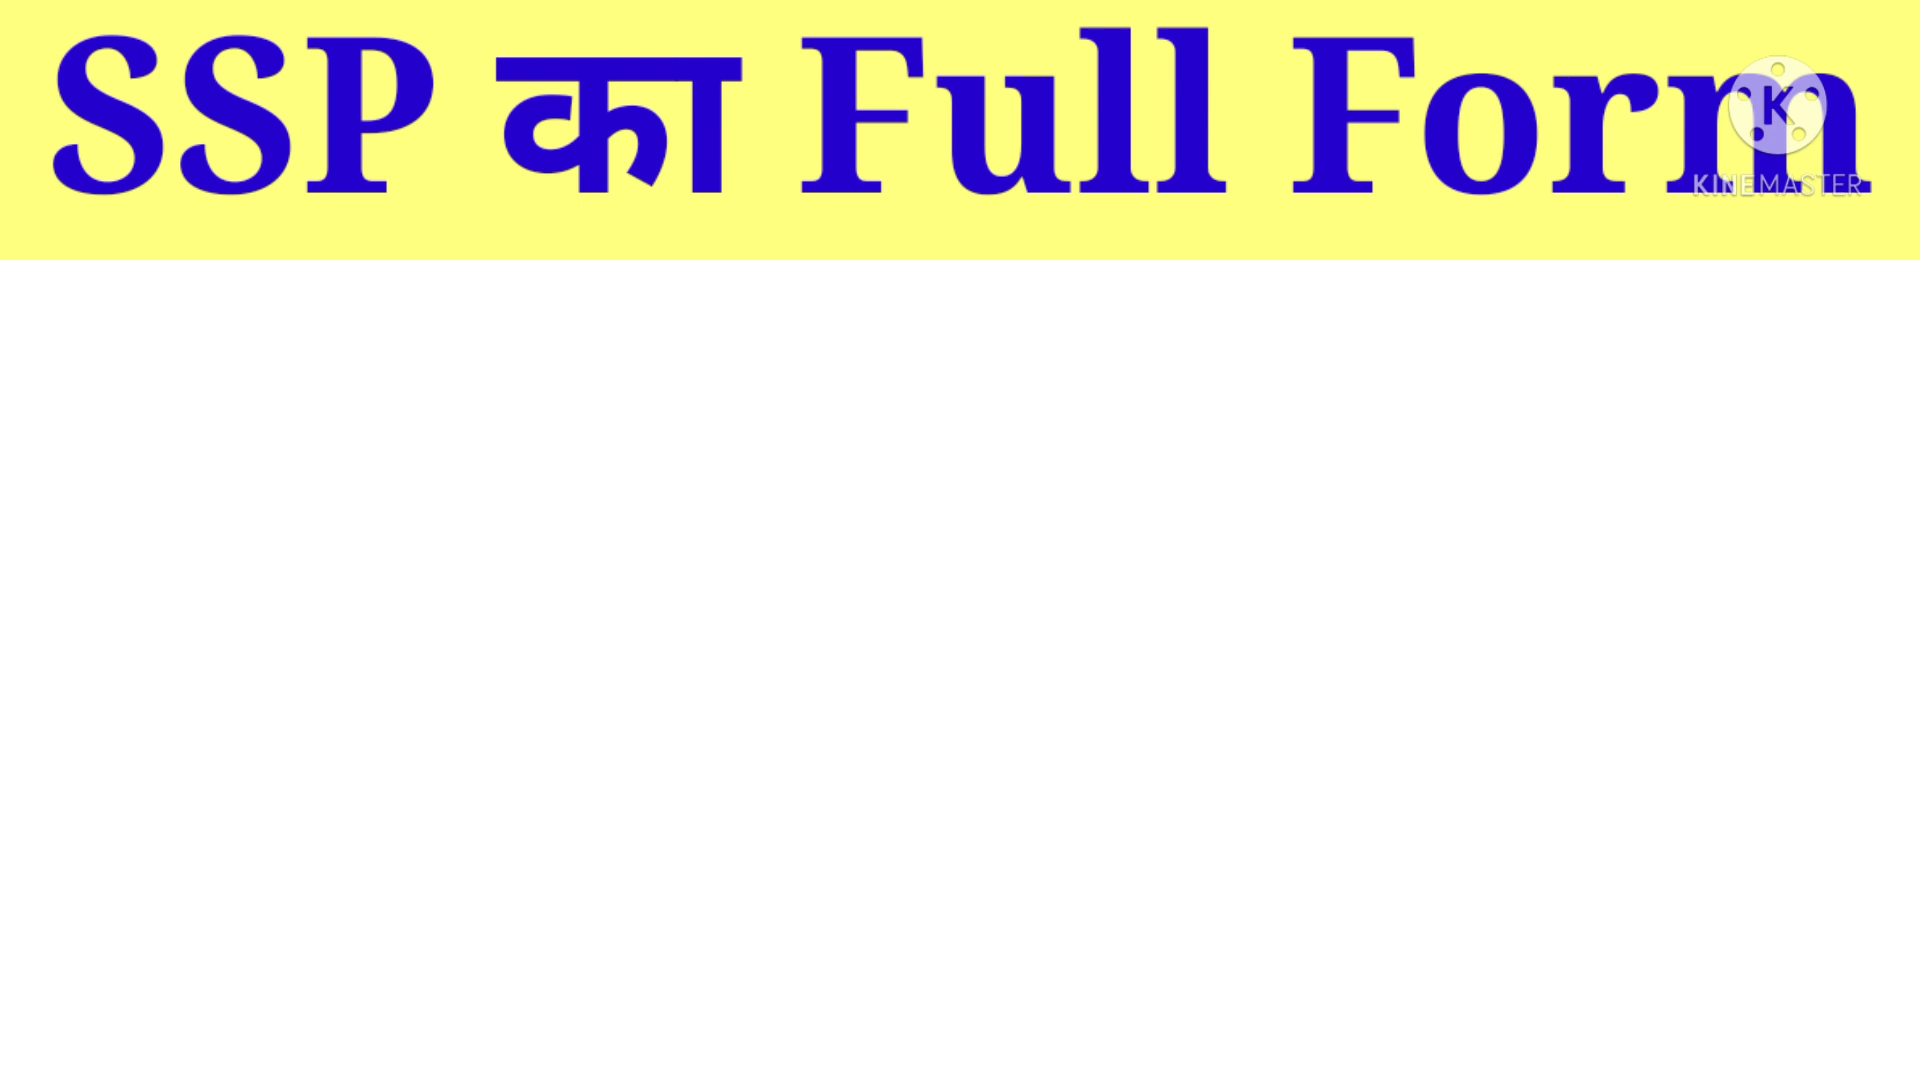 SSP का Full Form
K
KINEMASTER